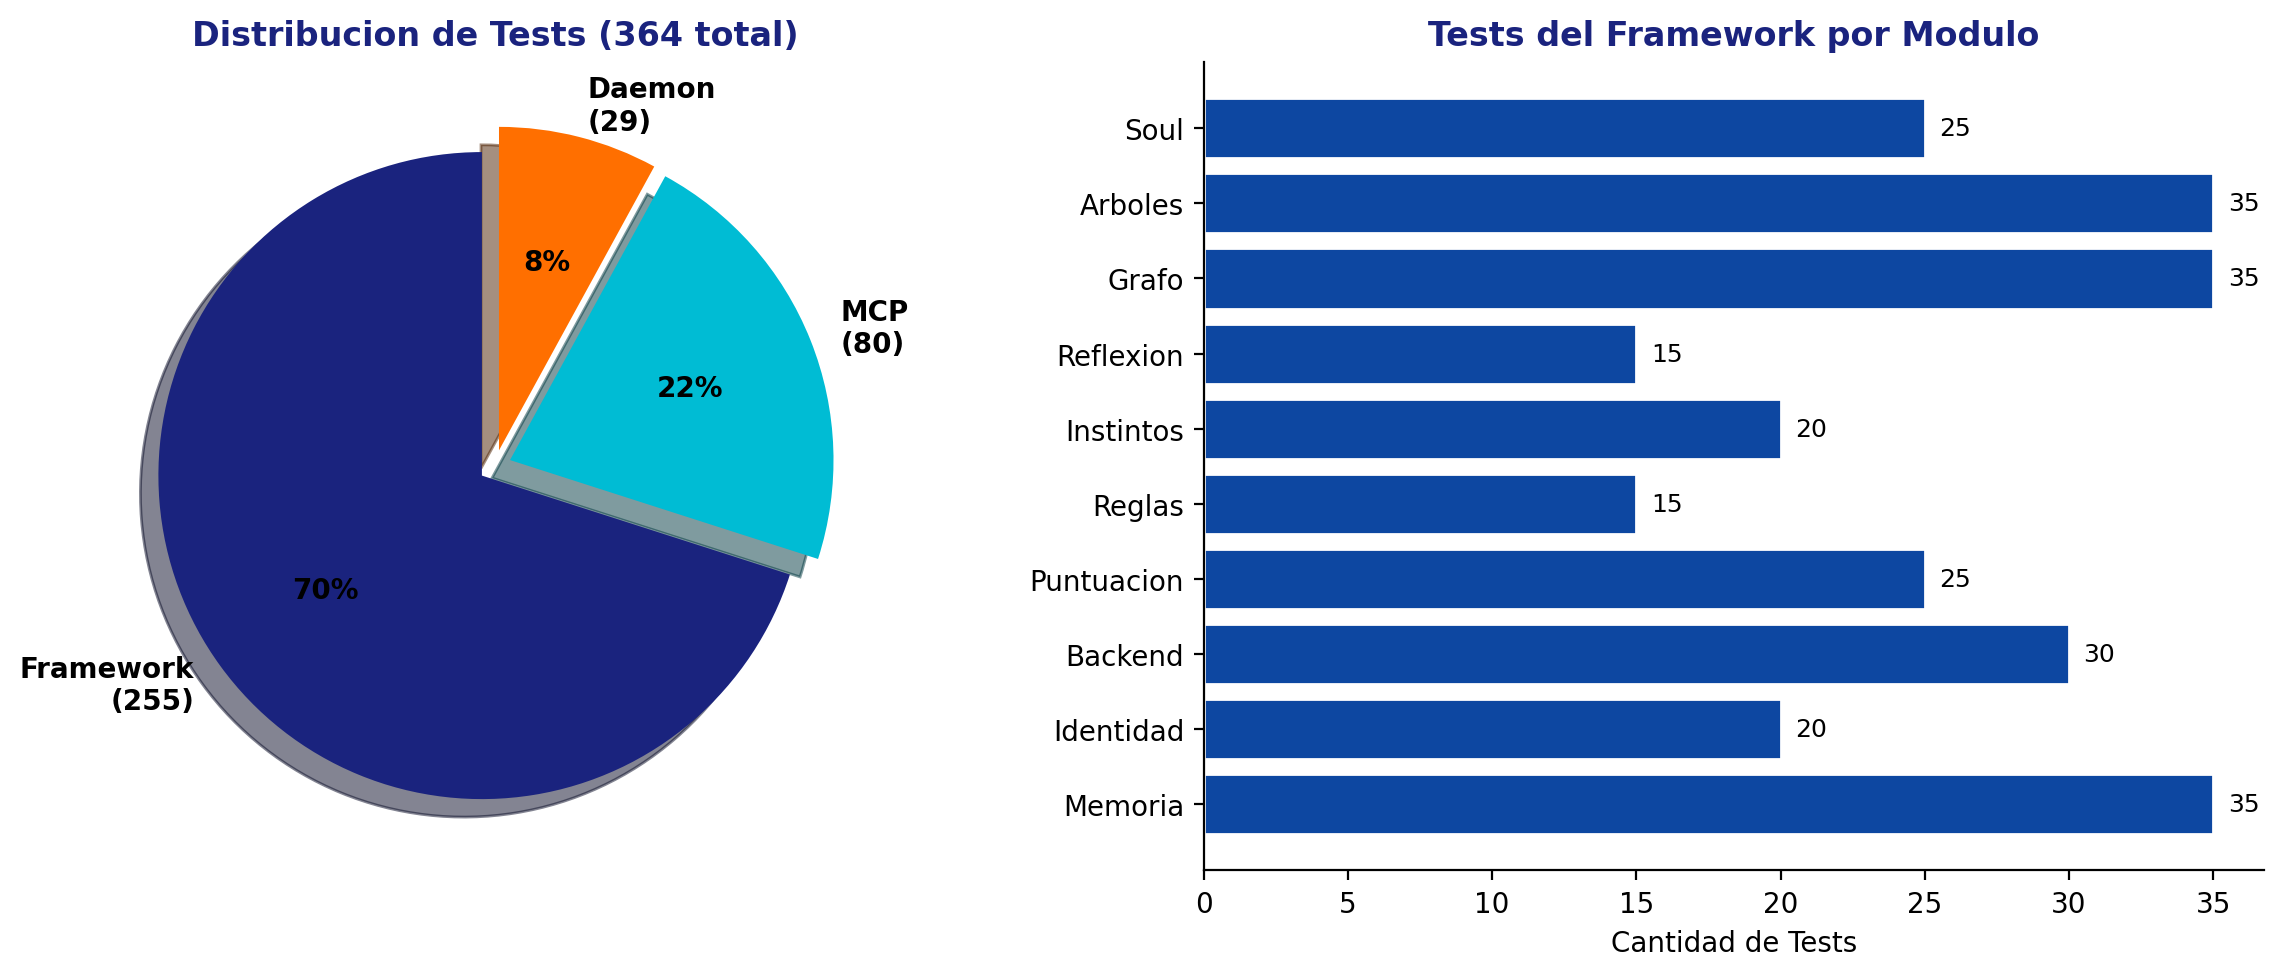 Distribucion de Tests (364 total)
Daemon
(29)
8%
MCP
(80)
22%
70%
Framework
(255)
Tests del Framework por Modulo
Soul
25
Arboles
35
Grafo
35
Reflexion
15
Instintos
20
Reglas
15
Puntuacion
25
Backend
30
Identidad
20
Memoria
35
0 5 10 15 20 25 30 35
Cantidad de Tests